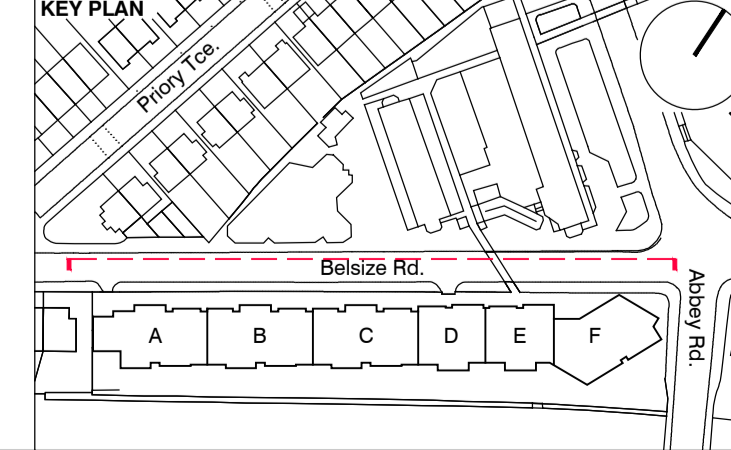 KEY PLAN
Priory Tce.
Belsize Rd.
Abbey Rd.
A
B
C
D
E
F